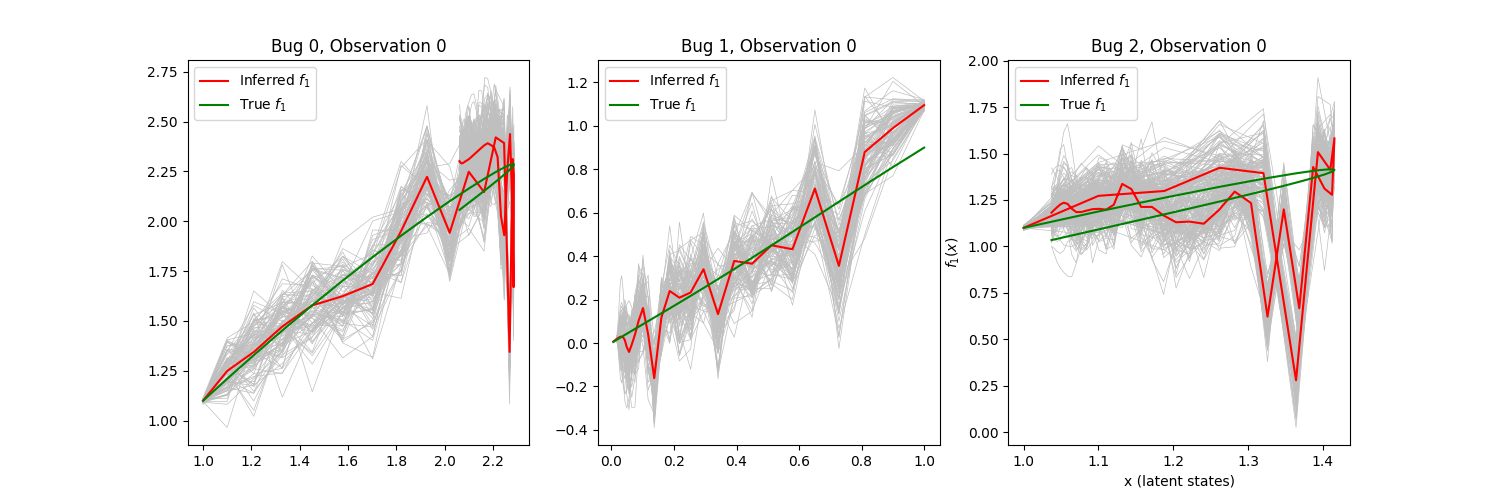 Bug 0, Observation 0
Inferred f₁
True f₁
2.75
2.50
2.25
2.00
1.75
1.50
1.25
1.00
1.0 1.2 1.4 1.6 1.8 2.0 2.2
Bug 1, Observation 0
Inferred f₁
True f₁
1.2
1.0
0.8
0.6
0.4
0.2
0.0
−0.2
−0.4
0.0 0.2 0.4 0.6 0.8 1.0
Bug 2, Observation 0
Inferred f₁
True f₁
2.00
1.75
1.50
1.25
1.00
0.75
0.50
0.25
0.00
f₁(x)
1.0 1.1 1.2 1.3 1.4
x (latent states)